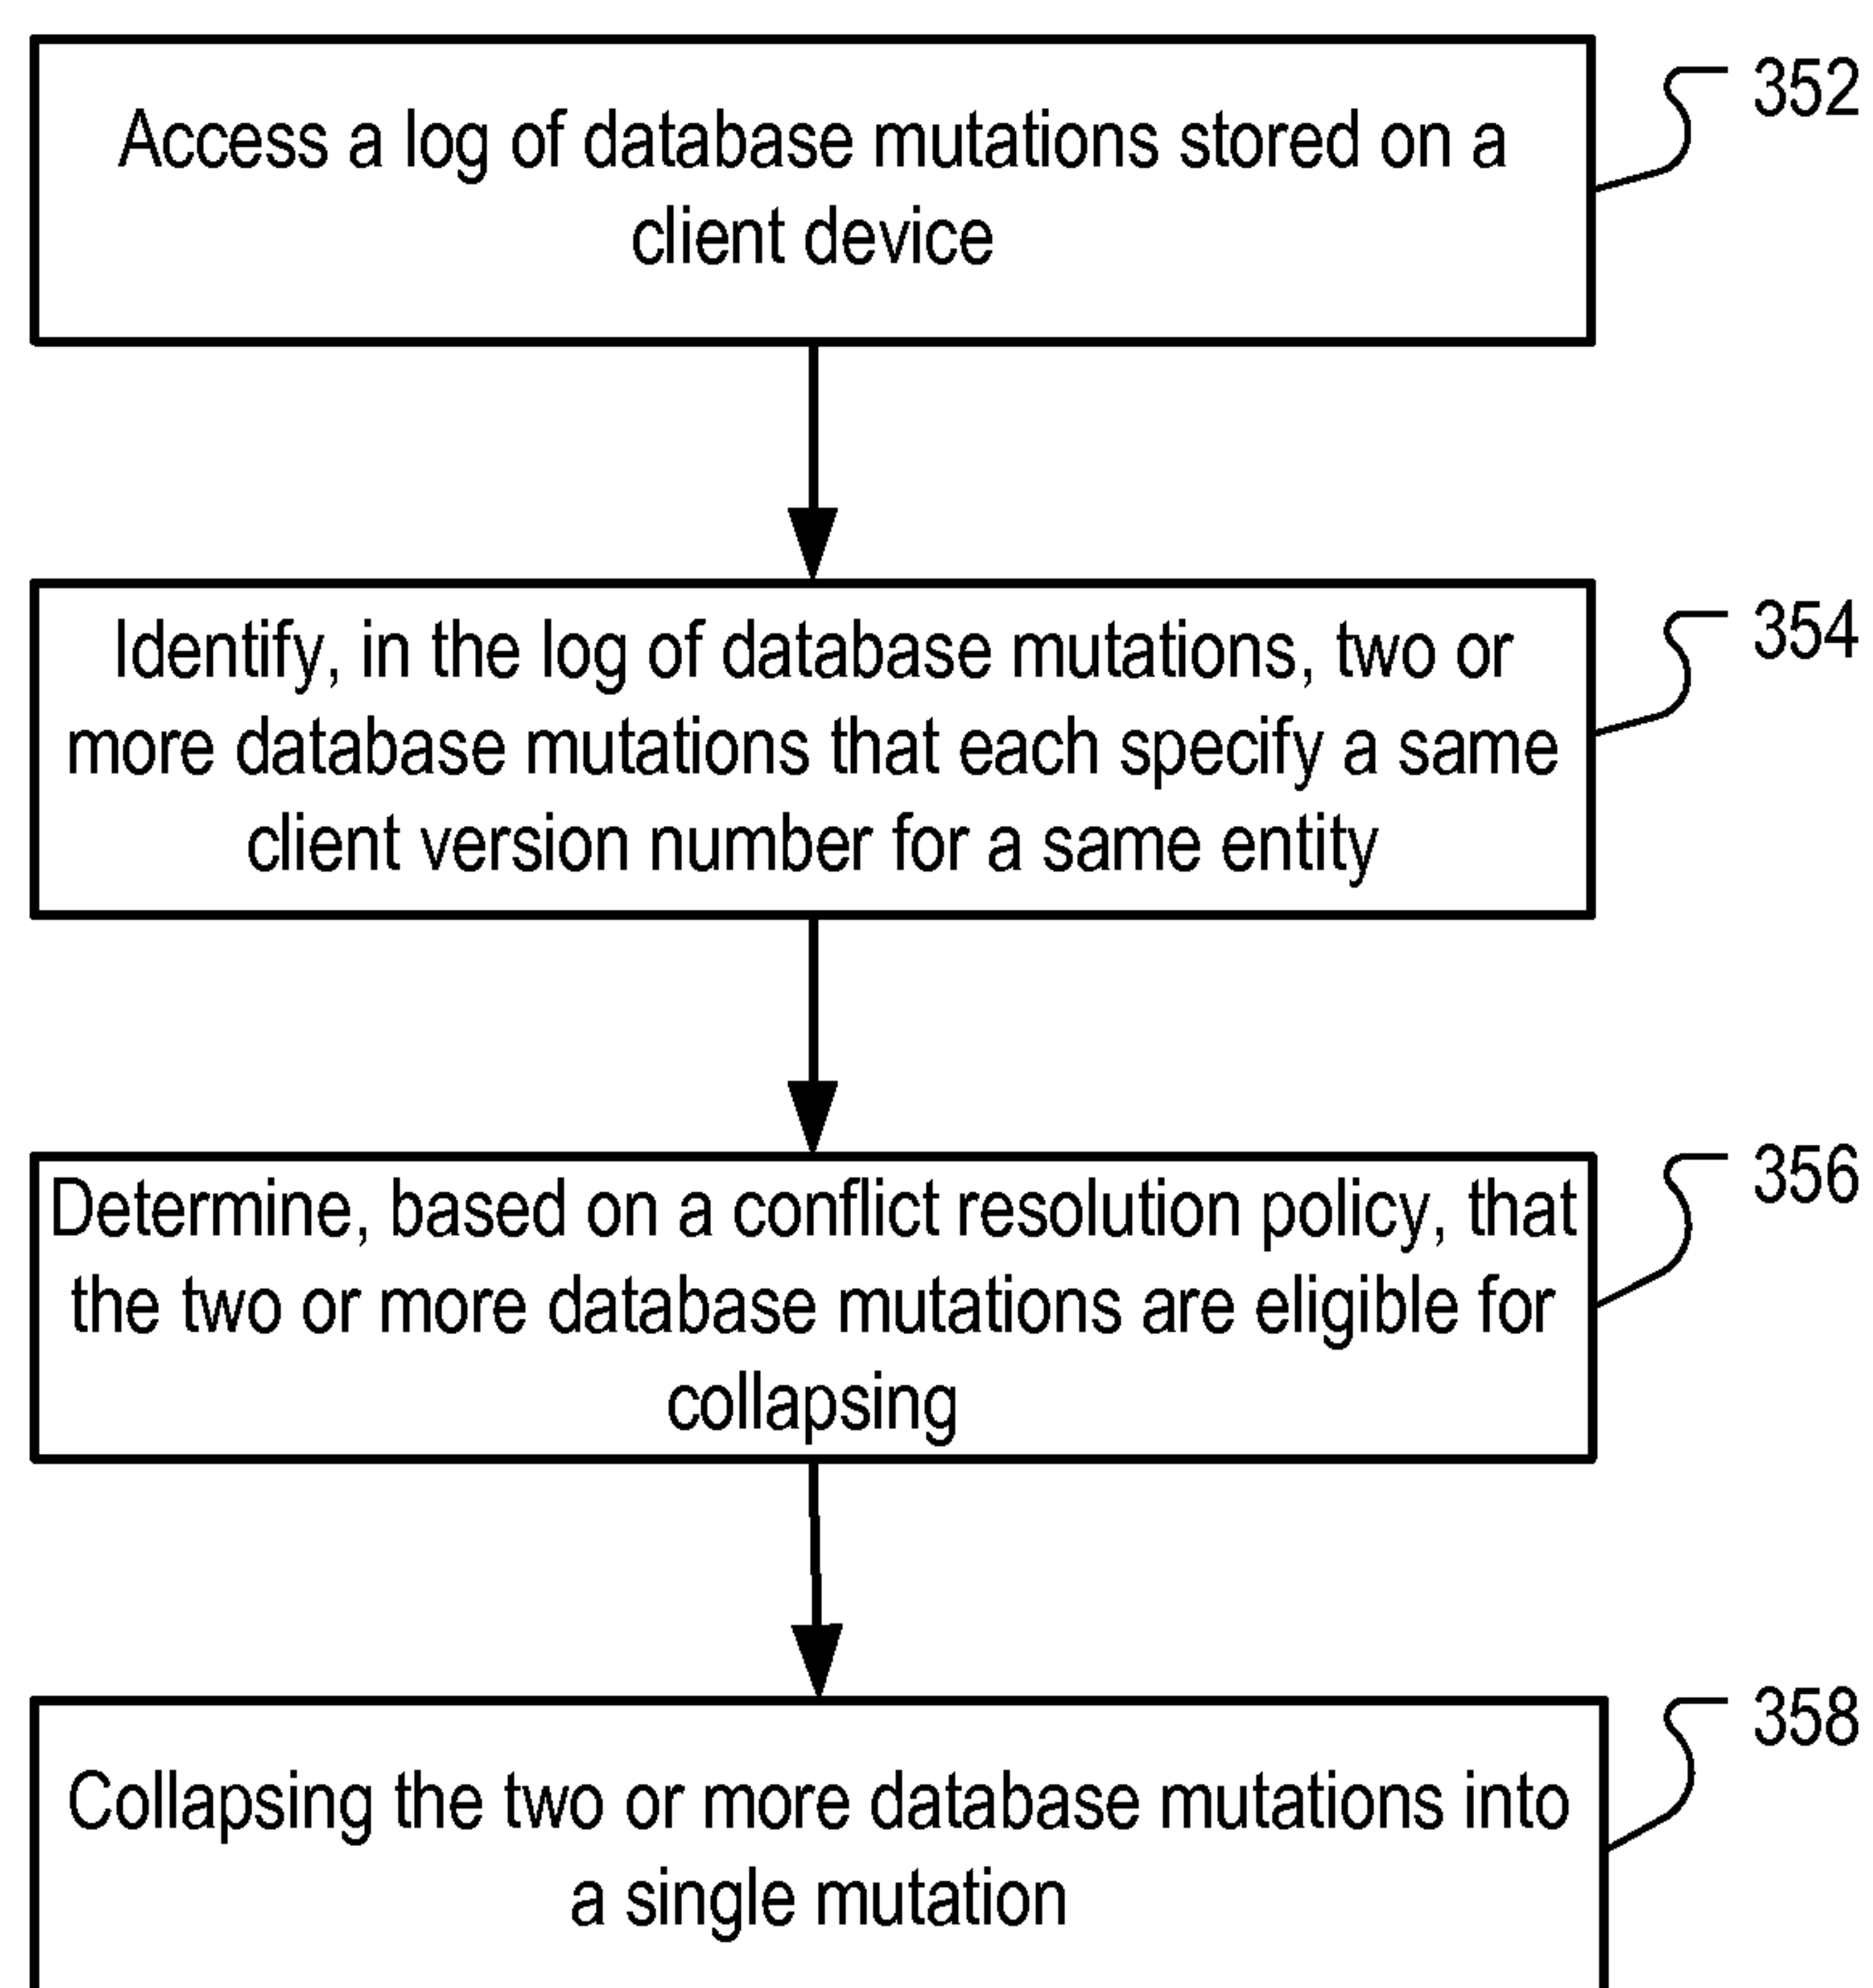 Access a log of database mutations stored on a
client device
352
Identify, in the log of database mutations, two or
more database mutations that each specify a same
client version number for a same entity
354
Determine, based on a conflict resolution policy, that
the two or more database mutations are eligible for
collapsing
356
Collapsing the two or more database mutations into
a single mutation
358